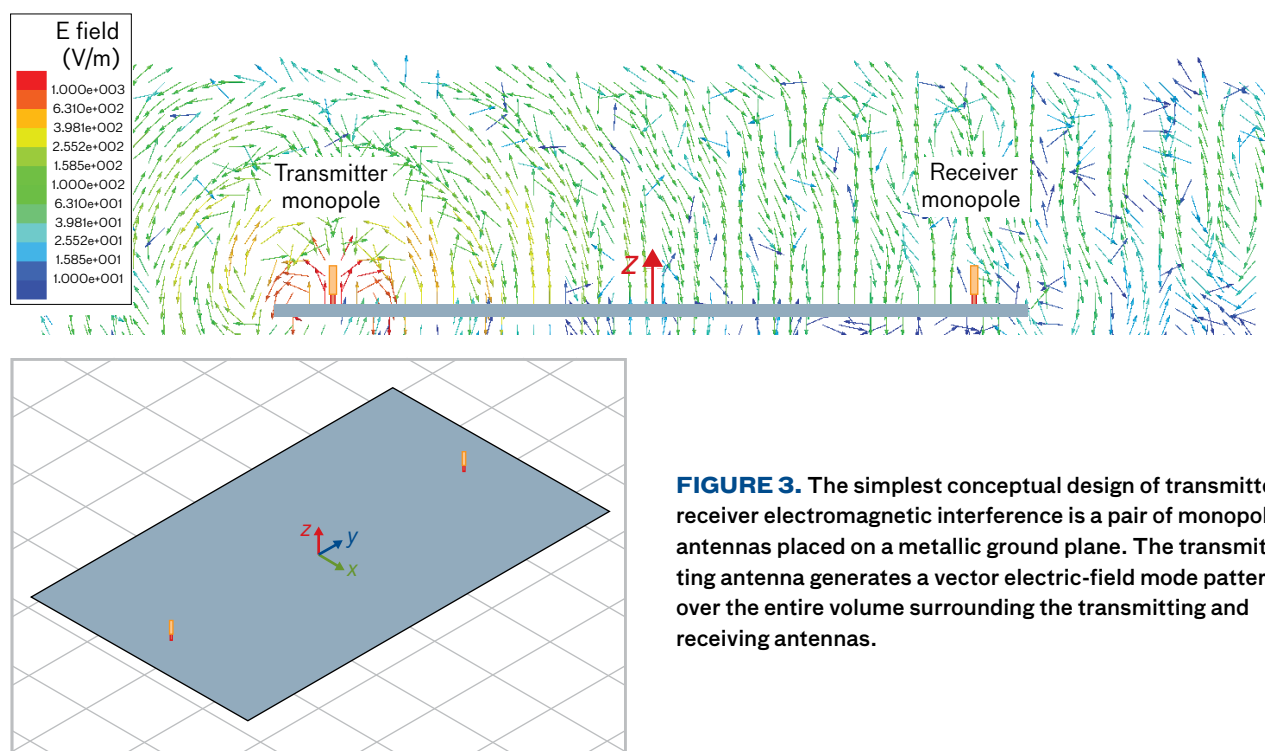 E field
(V/m)
1.000e+003
6.310e+002
3.981e+002
2.552e+002
1.585e+002
1.000e+002
6.310e+001
3.981e+001
2.552e+001
1.585e+001
1.000e+001
Transmitter
monopole
Receiver
monopole
z
z
y
x
FIGURE 3. The simplest conceptual design of transmitte
receiver electromagnetic interference is a pair of monopol
antennas placed on a metallic ground plane. The transmit
ting antenna generates a vector electric-field mode patter
over the entire volume surrounding the transmitting and
receiving antennas.